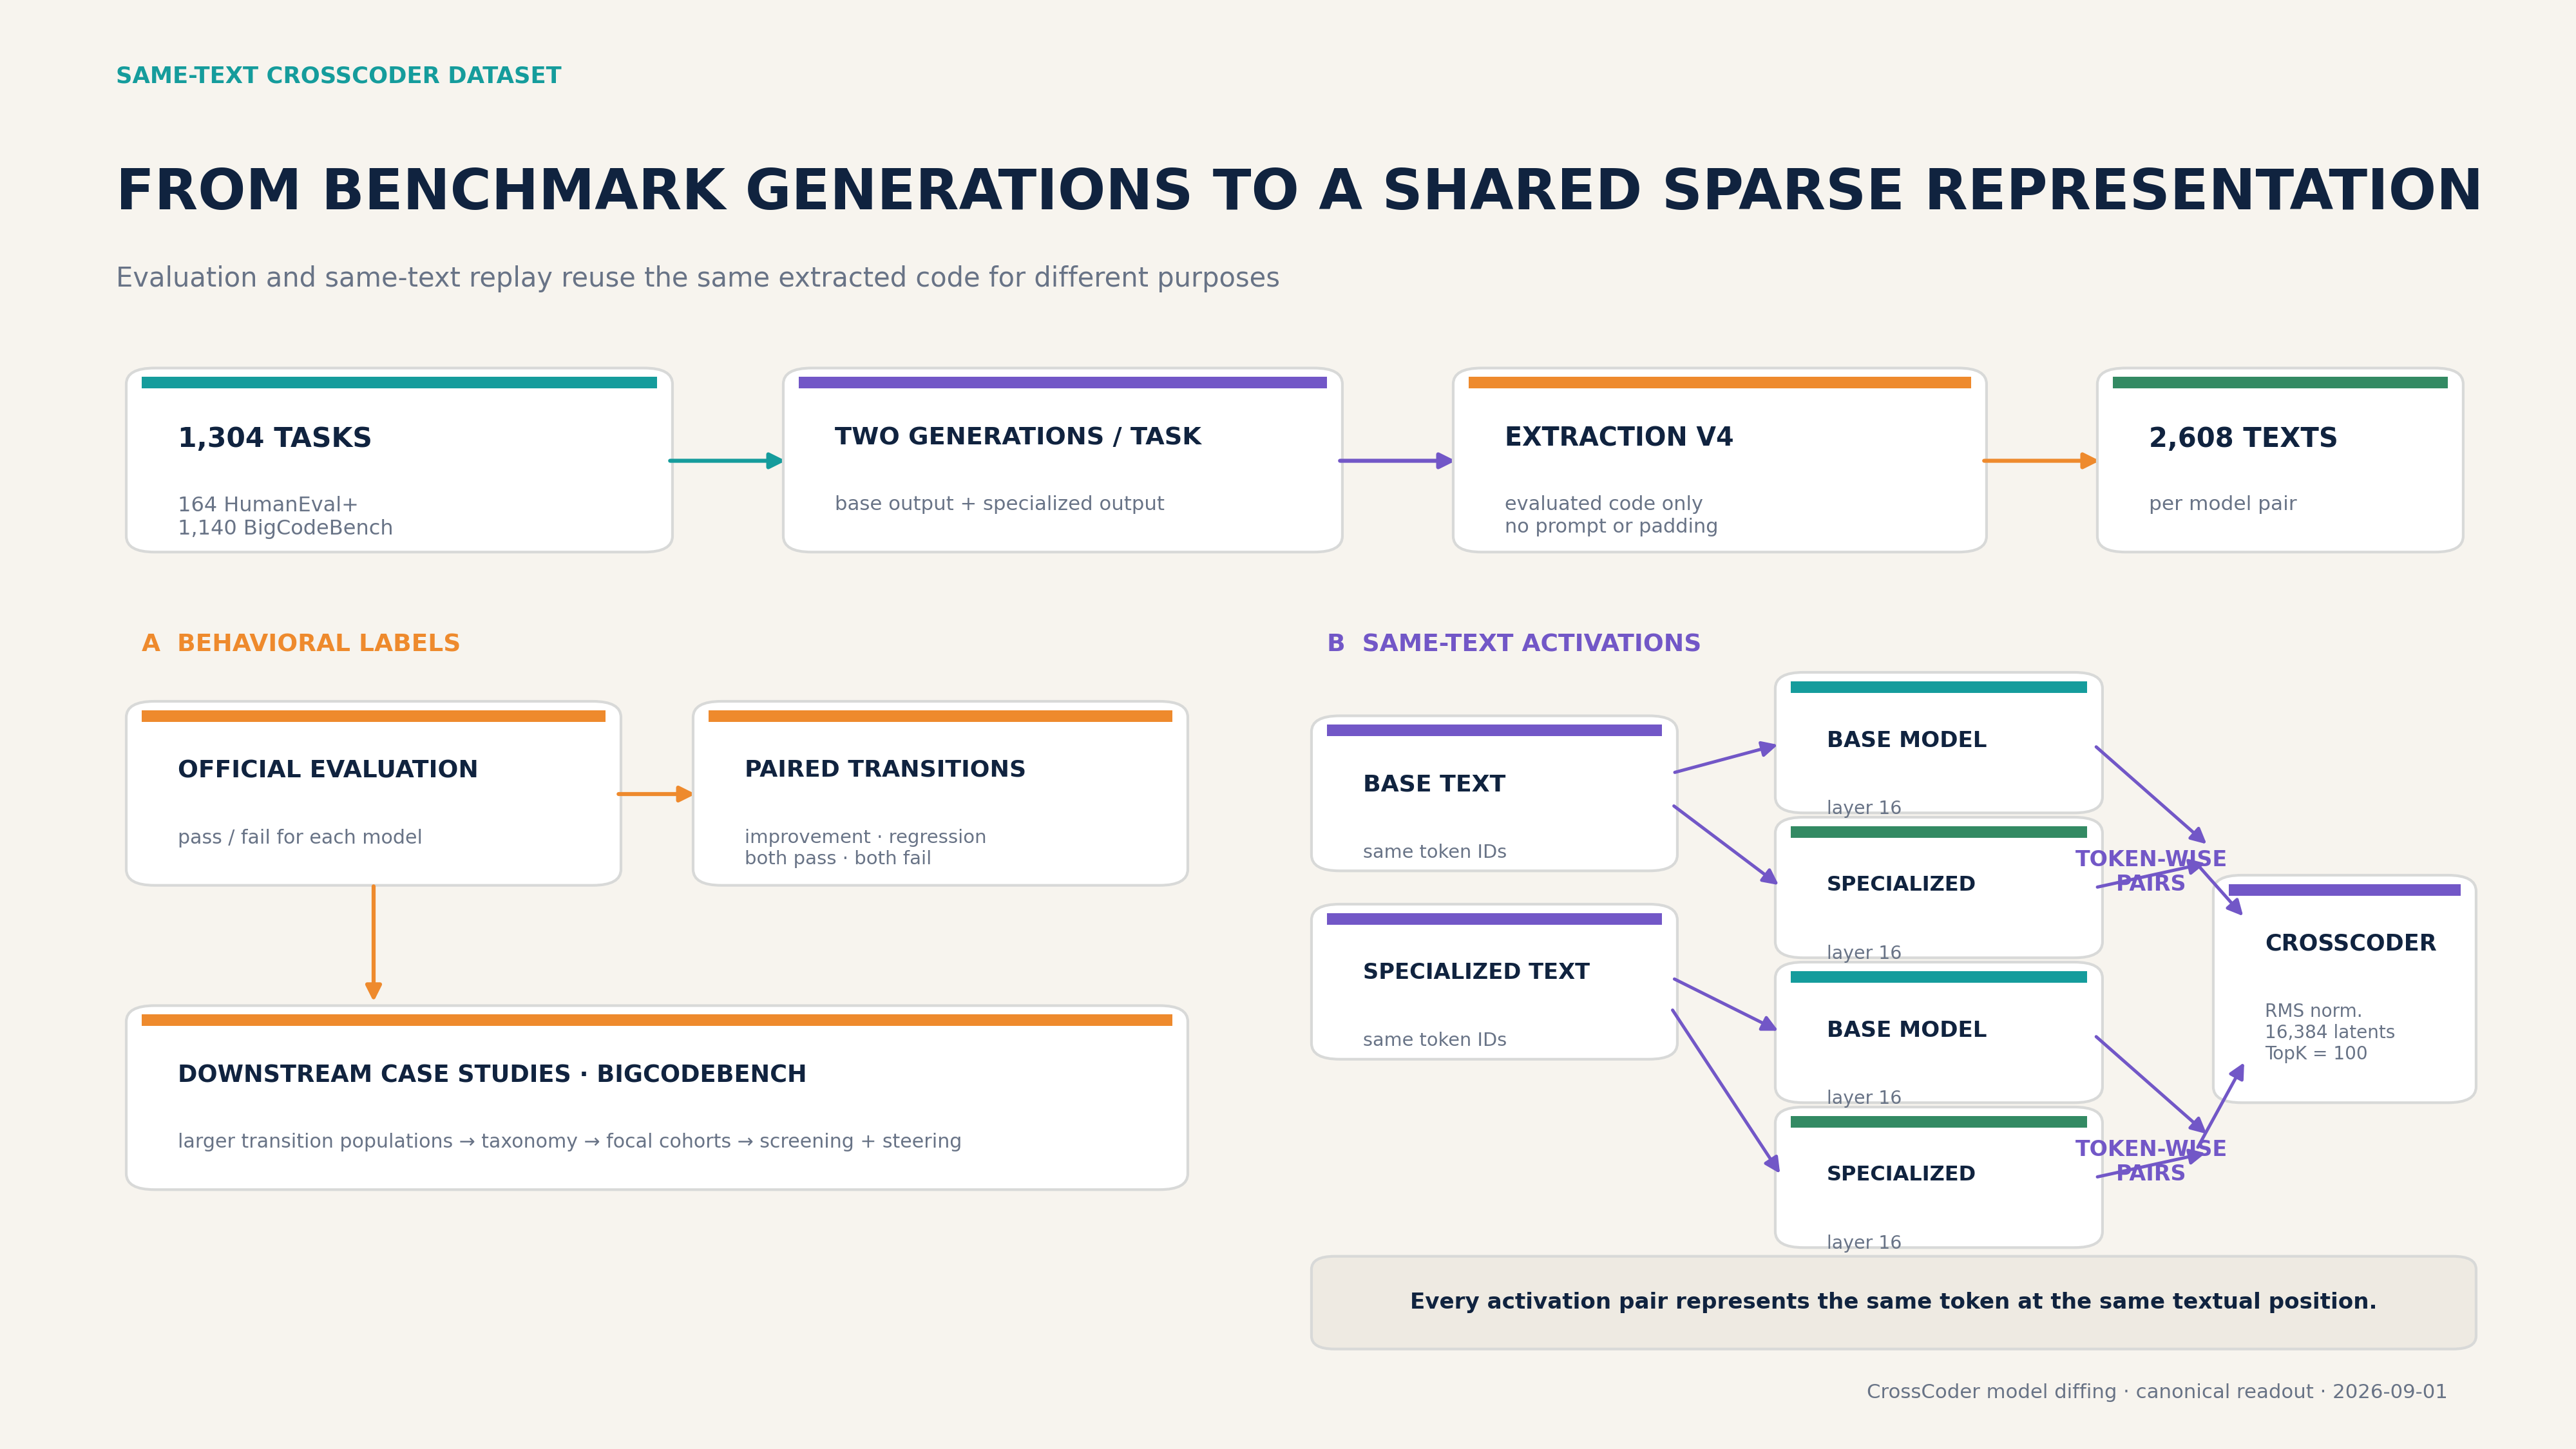 SAME-TEXT CROSSCODER DATASET
FROM BENCHMARK GENERATIONS TO A SHARED SPARSE REPRESENTATION
Evaluation and same-text replay reuse the same extracted code for different purposes
1,304 TASKS
164 HumanEval+
1,140 BigCodeBench
TWO GENERATIONS / TASK
base output + specialized output
EXTRACTION V4
evaluated code only
no prompt or padding
2,608 TEXTS
per model pair
A BEHAVIORAL LABELS
OFFICIAL EVALUATION
pass / fail for each model
PAIRED TRANSITIONS
improvement · regression
both pass · both fail
DOWNSTREAM CASE STUDIES · BIGCODEBENCH
larger transition populations → taxonomy → focal cohorts → screening + steering
B SAME-TEXT ACTIVATIONS
BASE TEXT
same token IDs
SPECIALIZED TEXT
same token IDs
BASE MODEL
layer 16
SPECIALIZED
layer 16
BASE MODEL
layer 16
SPECIALIZED
layer 16
TOKEN-WISE
PAIRS
TOKEN-WISE
PAIRS
CROSSCODER
RMS norm.
16,384 latents
TopK = 100
Every activation pair represents the same token at the same textual position.
CrossCoder model diffing · canonical readout · 2026-09-01